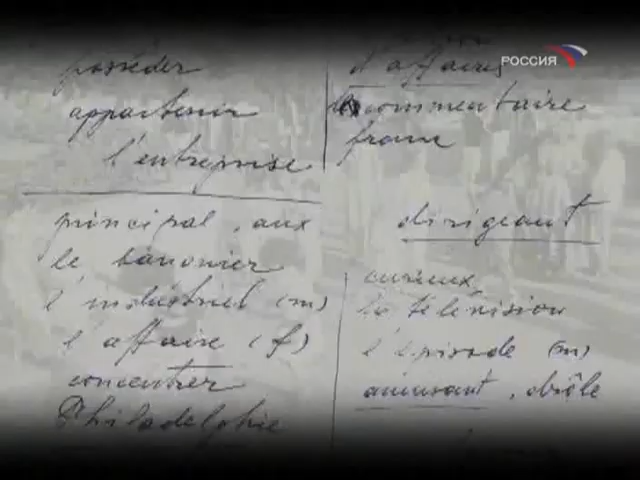 РОССИЯ
posséder
appartenir
l'entreprise
principal, aux
le
l'industriel (m)
l'affaire (f)
concentrer
Philadelphie
d'affaires
commentaire
franc
dirigeant
curieux
la télévision
l'épisode (m)
amusant, drôle